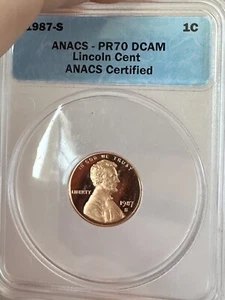 1987-S 1C
ANACS - PR70 DCAM
Lincoln Cent
ANACS Certified
IN GOD WE TRUST
LIBERTY
1987
S